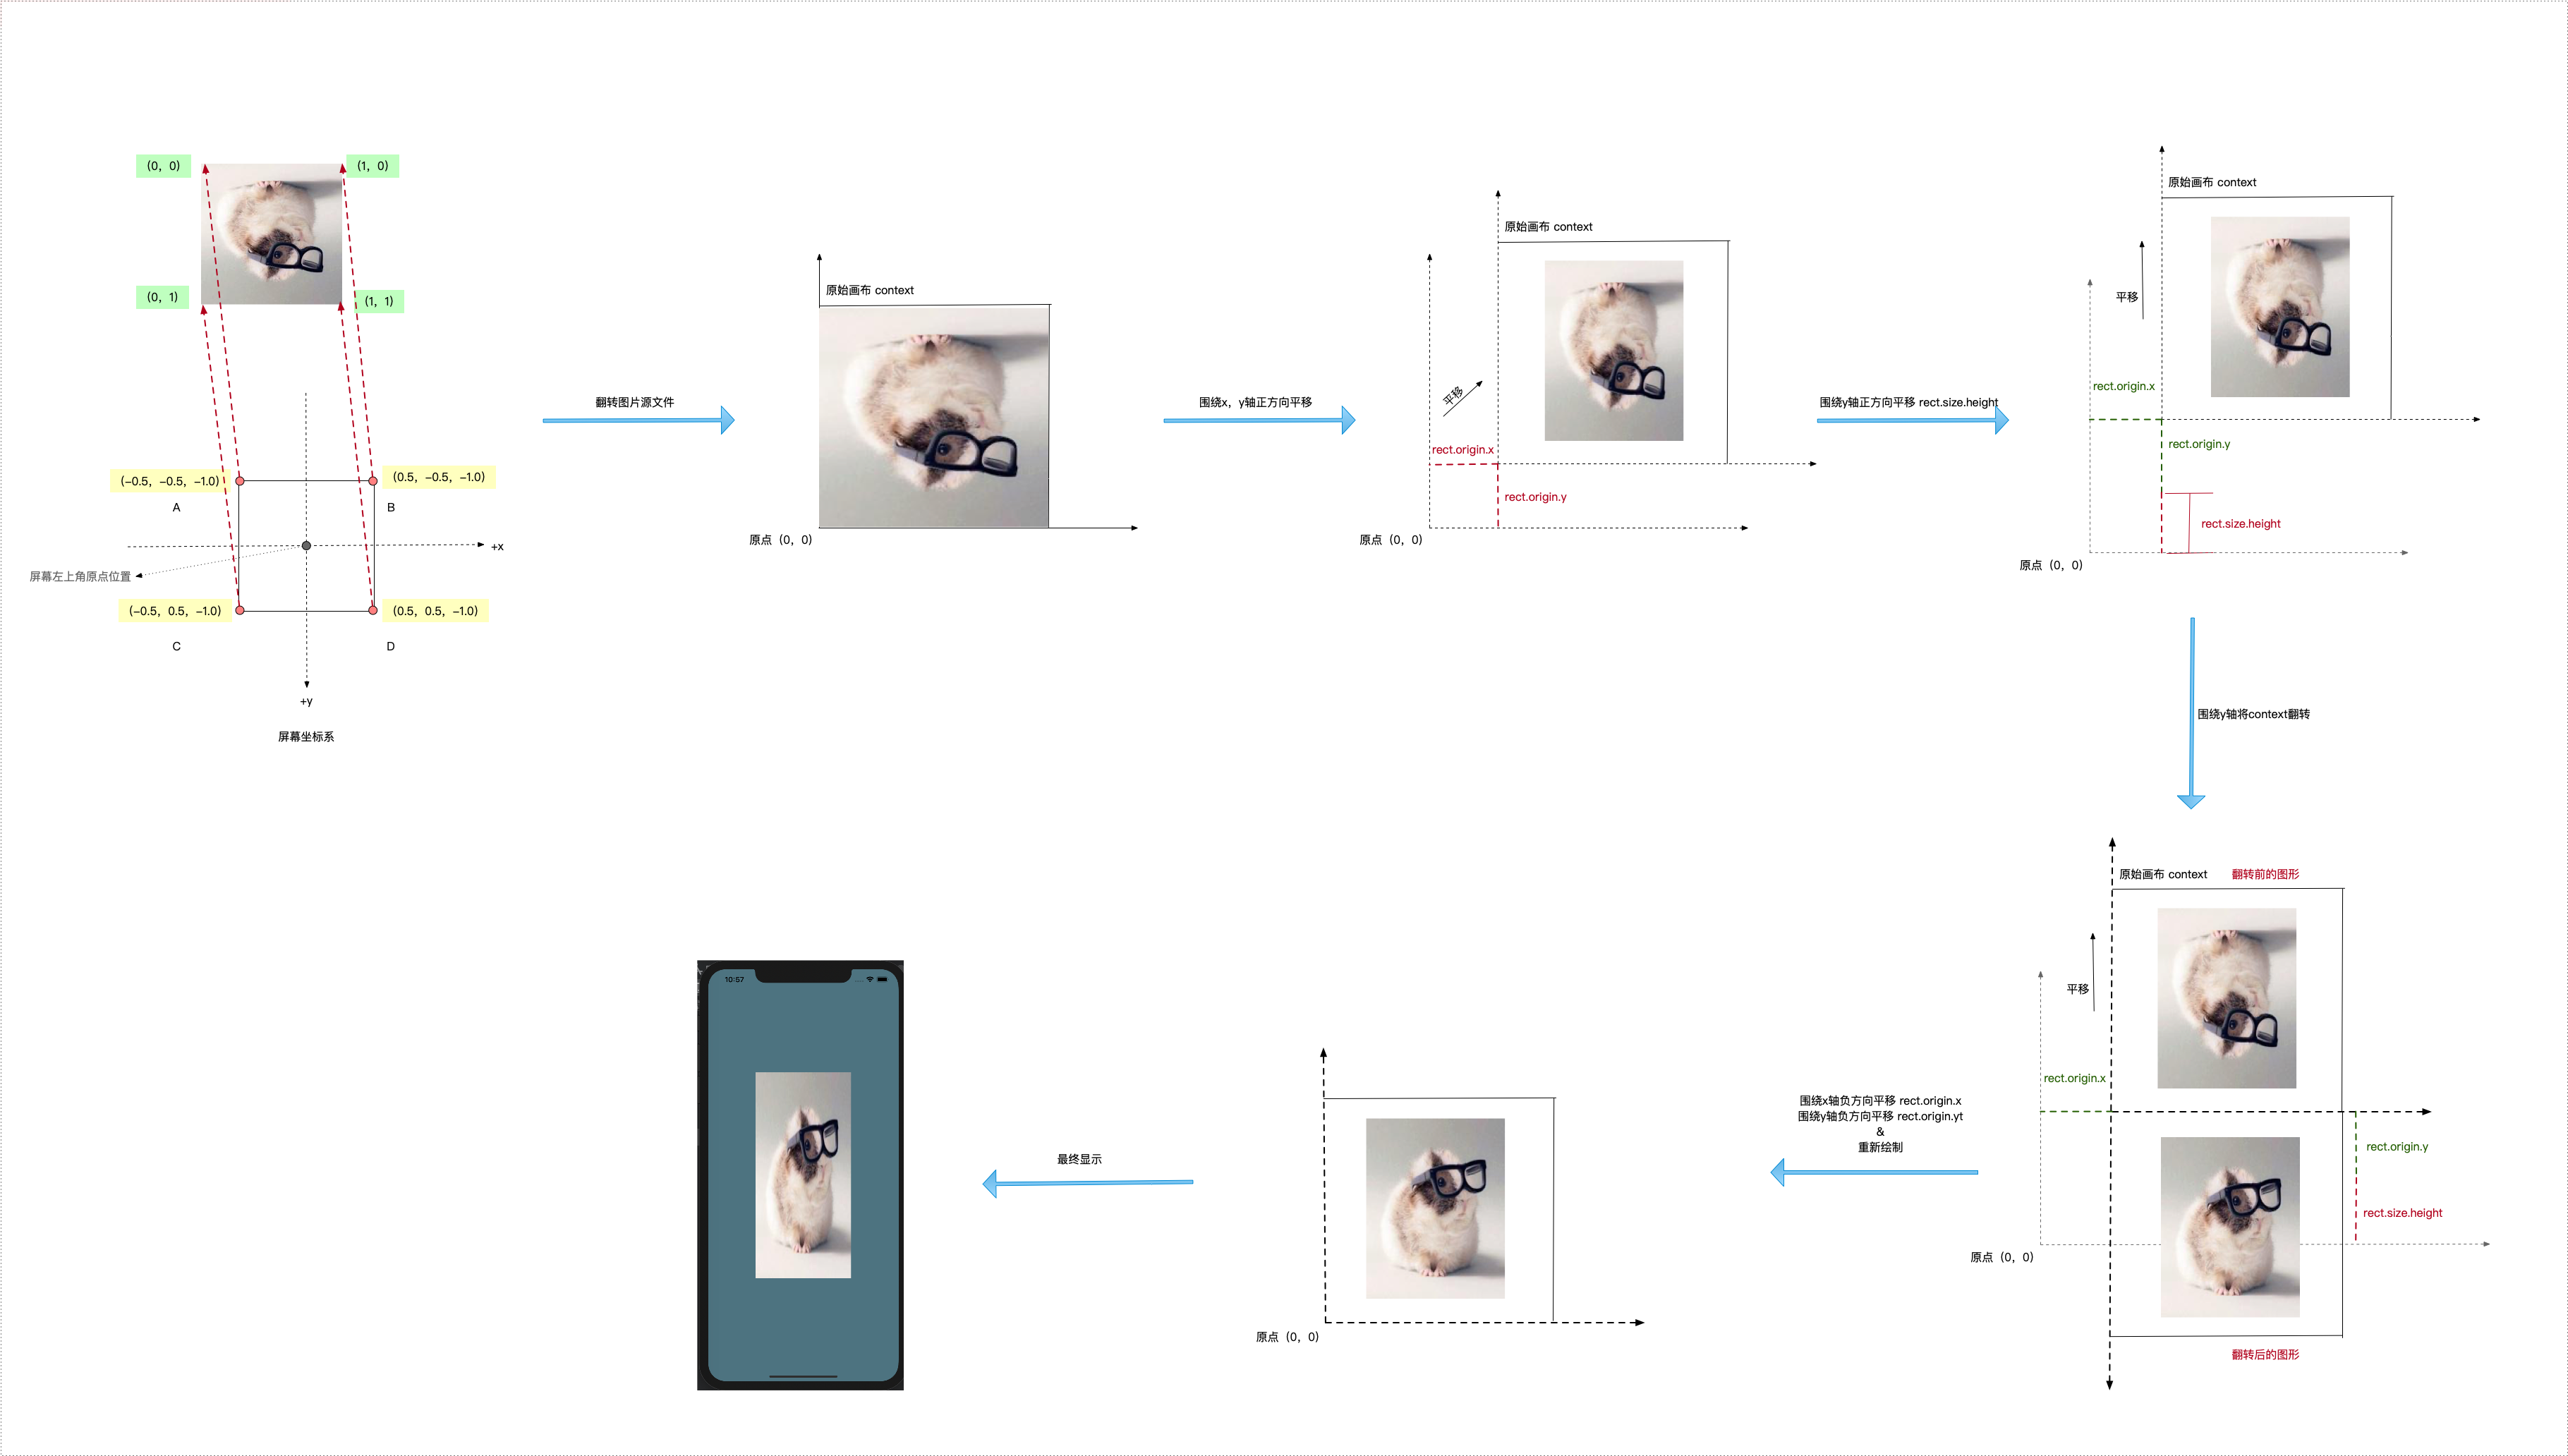 (0, 0)
(1, 0)
(0, 1)
(1, 1)
(-0.5, -0.5, -1.0)
(0.5, -0.5, -1.0)
A
B
+x
屏幕左上角原点位置
(-0.5, 0.5, -1.0)
(0.5, 0.5, -1.0)
C
D
+y
屏幕坐标系
翻转图片源文件
原始画布 context
原点（0，0）
围绕x，y轴正方向平移
原始画布 context
平移
rect.origin.x
rect.origin.y
原点（0，0）
围绕y轴正方向平移 rect.size.height
原始画布 context
平移
rect.origin.x
rect.origin.y
rect.size.height
原点（0，0）
围绕y轴将context翻转
原始画布 context
翻转前的图形
平移
rect.origin.x
rect.origin.y
rect.size.height
原点（0，0）
翻转后的图形
围绕x轴负方向平移 rect.origin.x
围绕y轴负方向平移 rect.origin.yt
&
重新绘制
原点（0，0）
最终显示
10:57